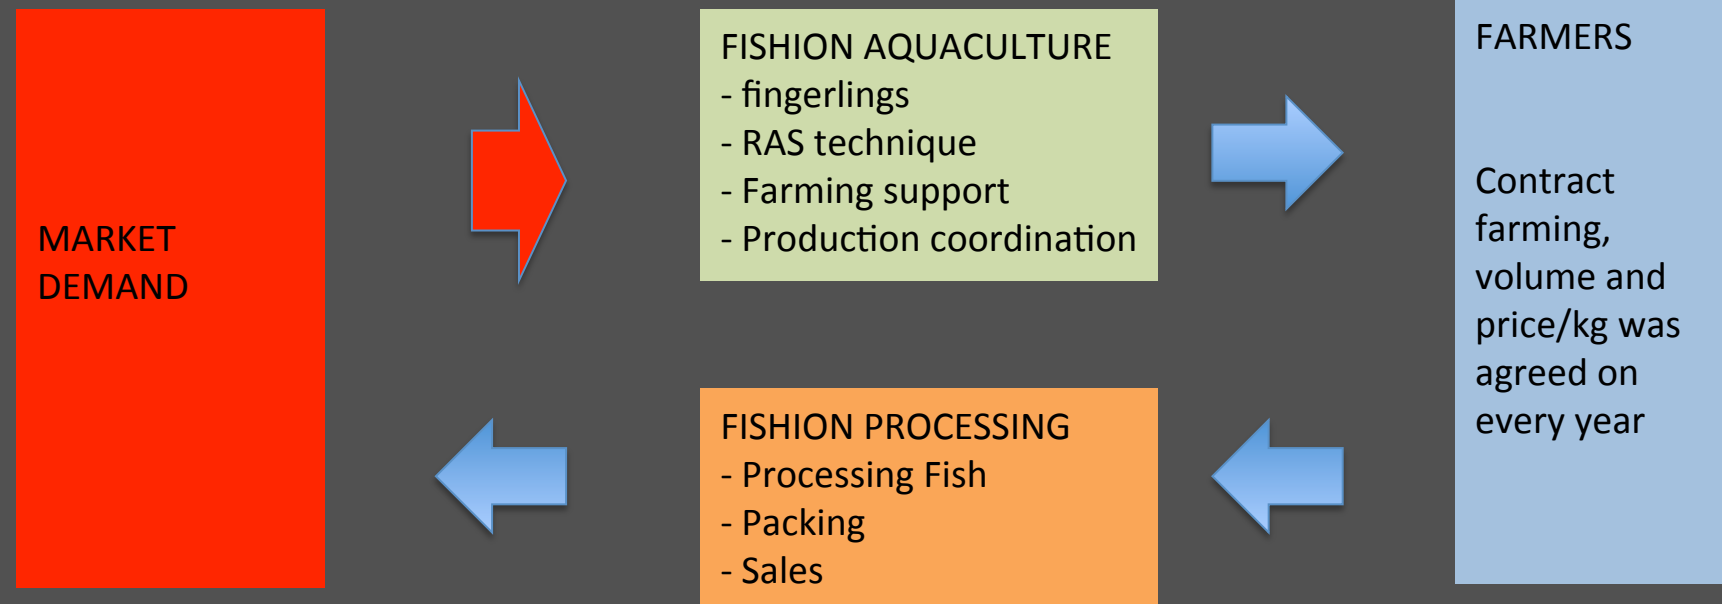 MARKET
DEMAND
FISHION AQUACULTURE
- fingerlings
- RAS technique
- Farming support
- Production coordination
FISHION PROCESSING
- Processing Fish
- Packing
- Sales
FARMERS
Contract
farming,
volume and
price/kg was
agreed on
every year